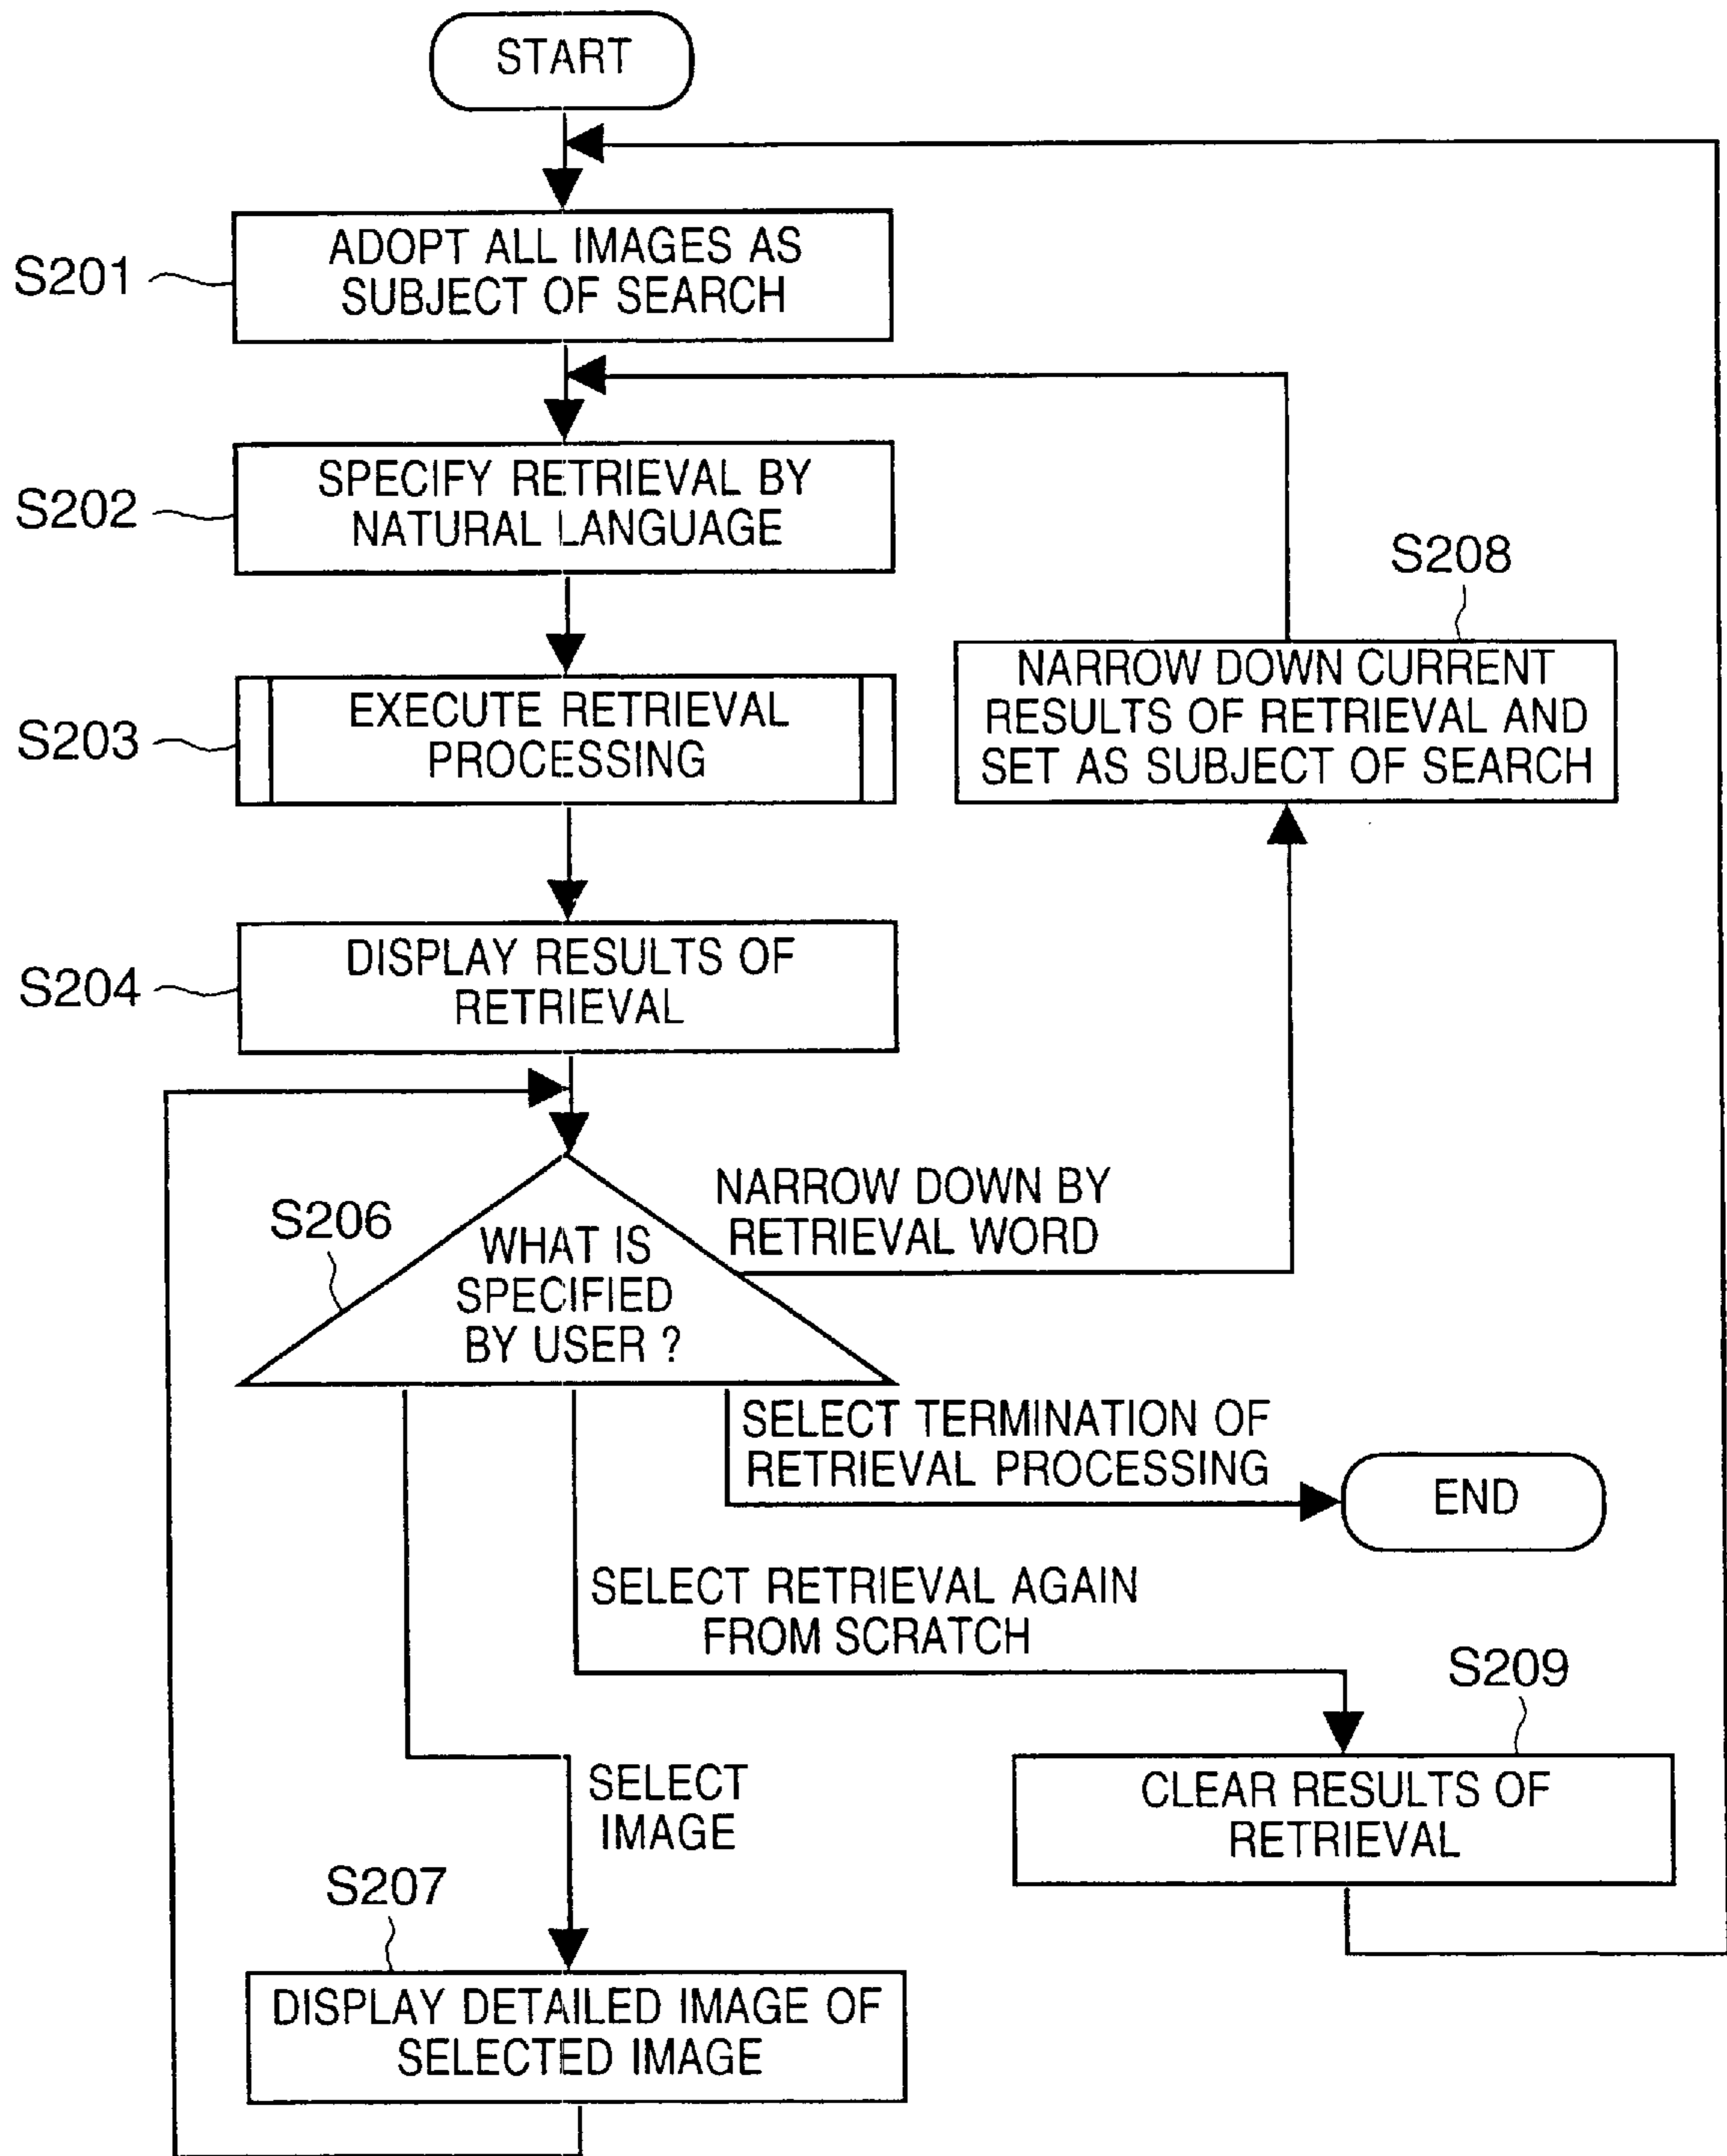 START
S201
ADOPT ALL IMAGES AS
SUBJECT OF SEARCH
S202
SPECIFY RETRIEVAL BY
NATURAL LANGUAGE
S208
NARROW DOWN CURRENT
RESULTS OF RETRIEVAL AND
SET AS SUBJECT OF SEARCH
S203
EXECUTE RETRIEVAL
PROCESSING
S204
DISPLAY RESULTS OF
RETRIEVAL
S206
WHAT IS
SPECIFIED
BY USER ?
NARROW DOWN BY
RETRIEVAL WORD
SELECT TERMINATION OF
RETRIEVAL PROCESSING
END
SELECT RETRIEVAL AGAIN
FROM SCRATCH
S209
CLEAR RESULTS OF
RETRIEVAL
SELECT
IMAGE
S207
DISPLAY DETAILED IMAGE OF
SELECTED IMAGE